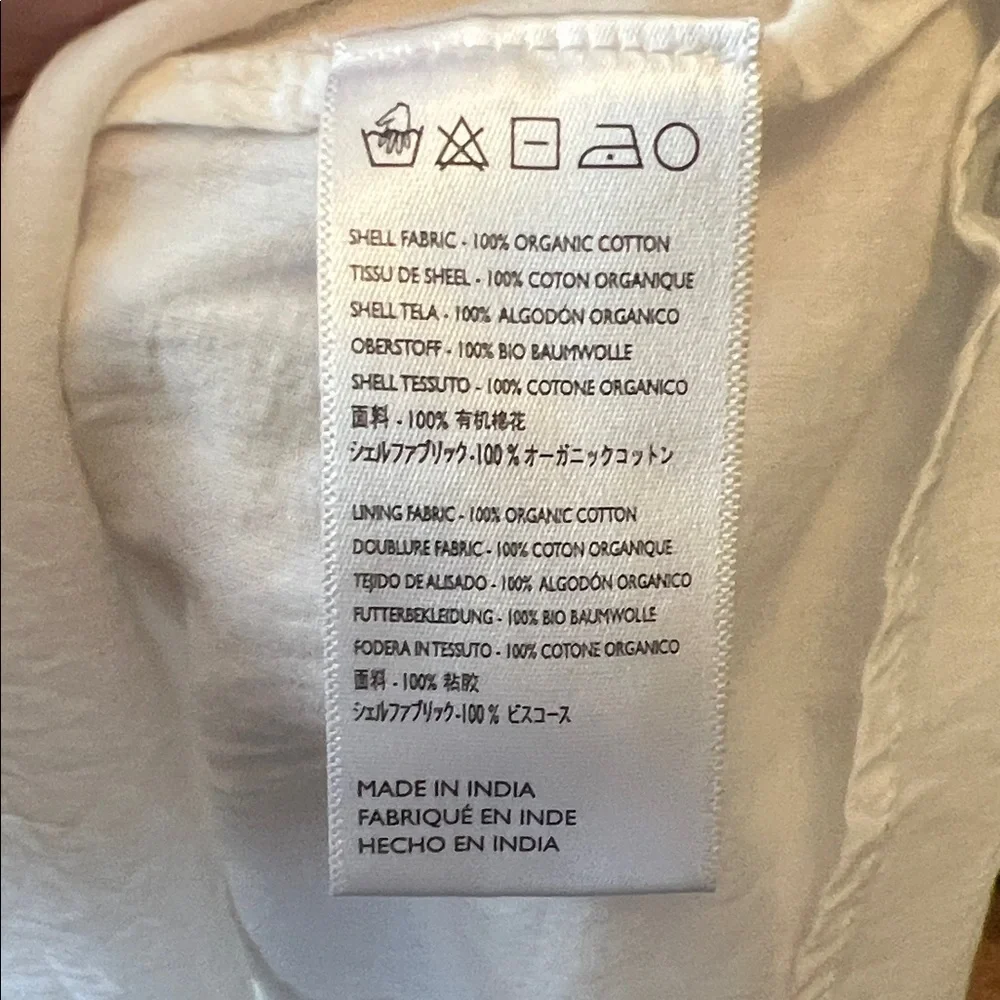 SHELL FABRIC - 100% ORGANIC COTTON
TISSU DE SHEEL - 100% COTON ORGANIQUE
SHELL TELA - 100% ALGODÓN ORGANICO
OBERSTOFF - 100% BIO BAUMWOLLE
SHELL TESSUTO - 100% COTONE ORGANICO
面料 - 100% 有机棉花
シェルファブリック-100 % オーガニックコットン
LINING FABRIC - 100% ORGANIC COTTON
DOUBLURE FABRIC - 100% COTON ORGANIQUE
TEJIDO DE ALISADO - 100% ALGODÓN ORGANICO
FUTTERBEKLEIDUNG - 100% BIO BAUMWOLLE
FODERA IN TESSUTO - 100% COTONE ORGANICO
面料 - 100% 粘胶
シェルファブリック-100 % ビスコース
MADE IN INDIA
FABRIQUÉ EN INDE
HECHO EN INDIA